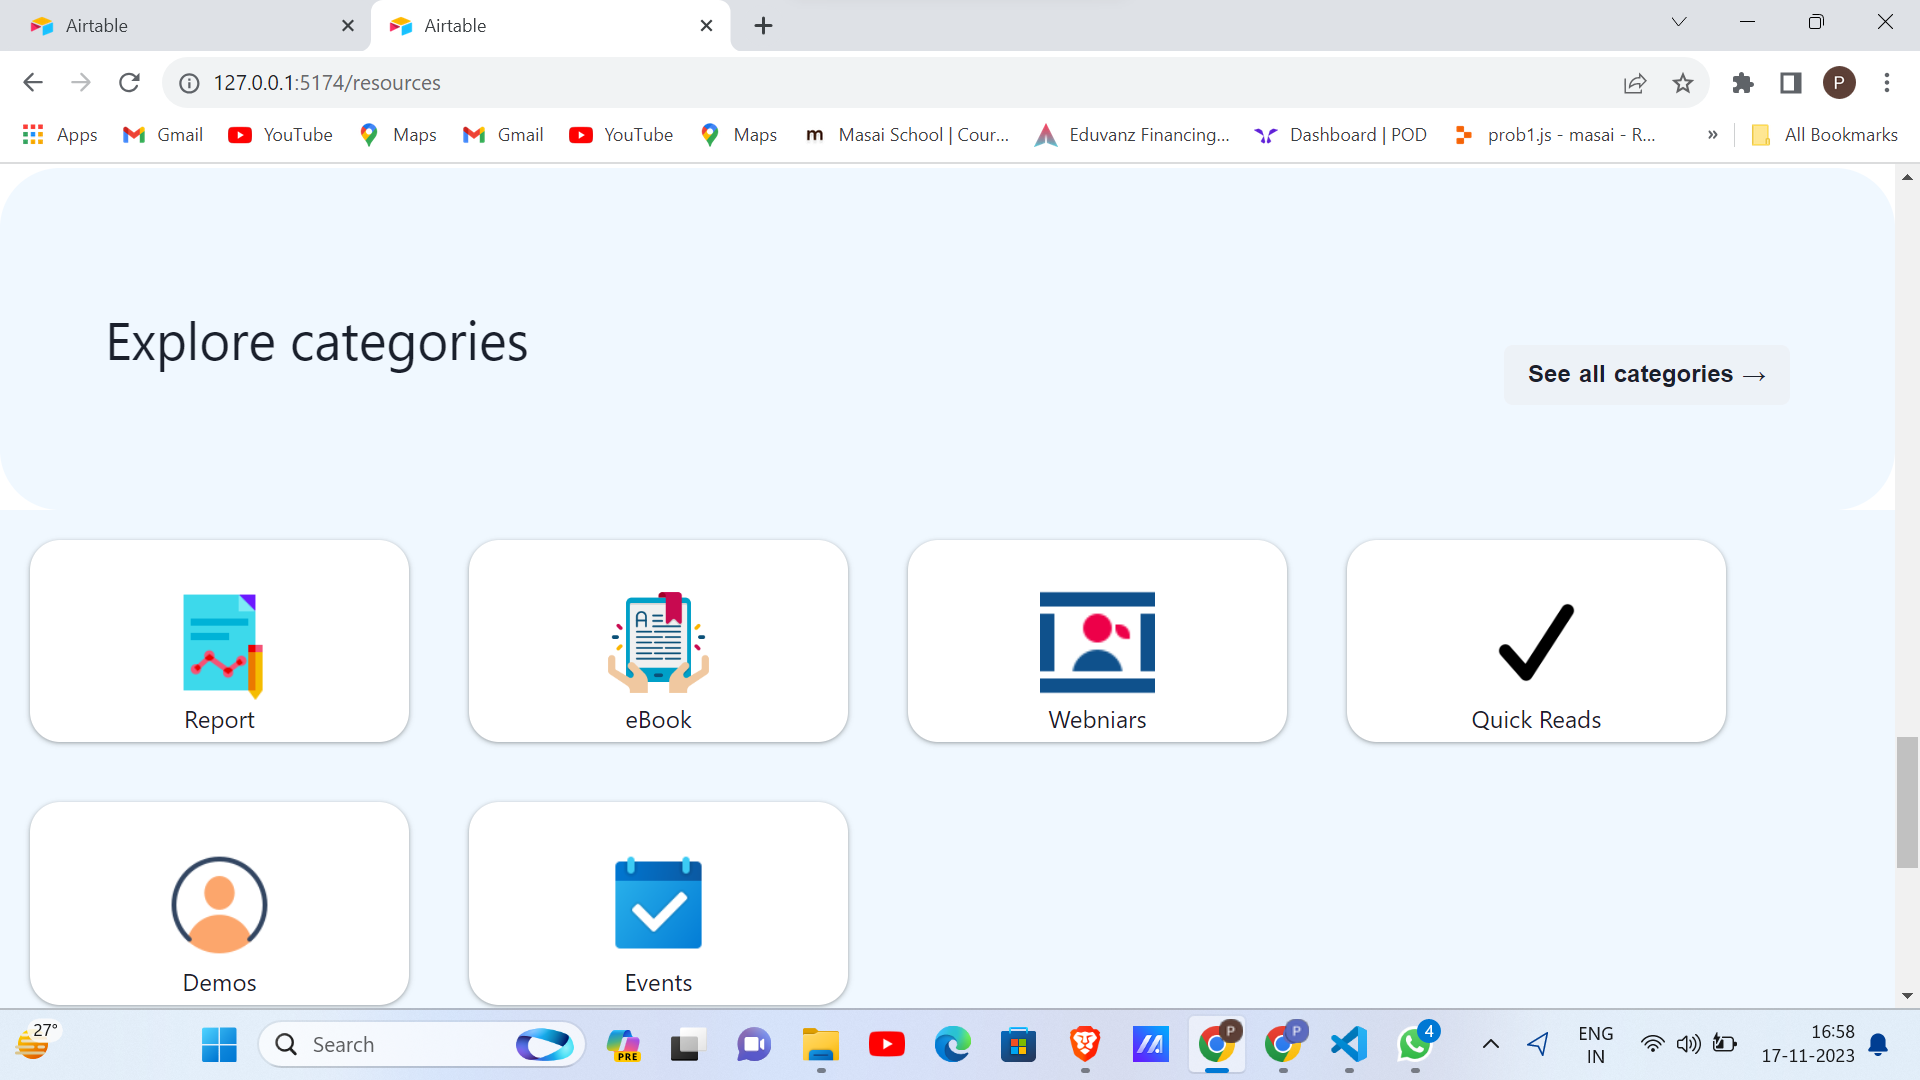 Airtable
Airtable
127.0.0.1:5174/resources
Apps Gmail YouTube Maps Gmail YouTube Maps Masai School | Cour... Eduvanz Financing... Dashboard | POD prob1.js - masai - R... » All Bookmarks
Explore categories
See all categories →
Report eBook Webniars Quick Reads
Demos Events
27° Search PRE P P 4 ENG IN 16:58
17-11-2023